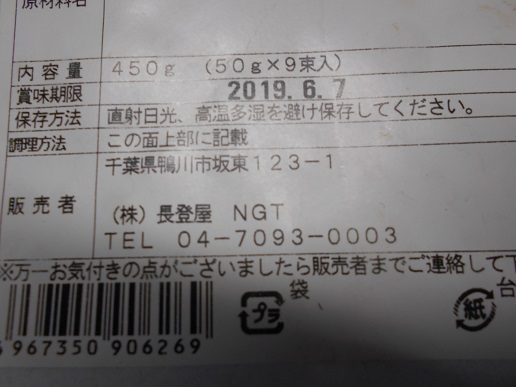 原材料名
内容量 450g （50g×9束入）
賞味期限 2019.6.7
保存方法 直射日光、高温多湿を避け保存してください。
調理方法 この面上部に記載
販売者 千葉県鴨川市坂東123-1
（株）長登屋 NGT
TEL 04-7093-0003
※万一お気付きの点がございましたら販売者までご連絡して下
袋
プラ
台
紙
967350 906269